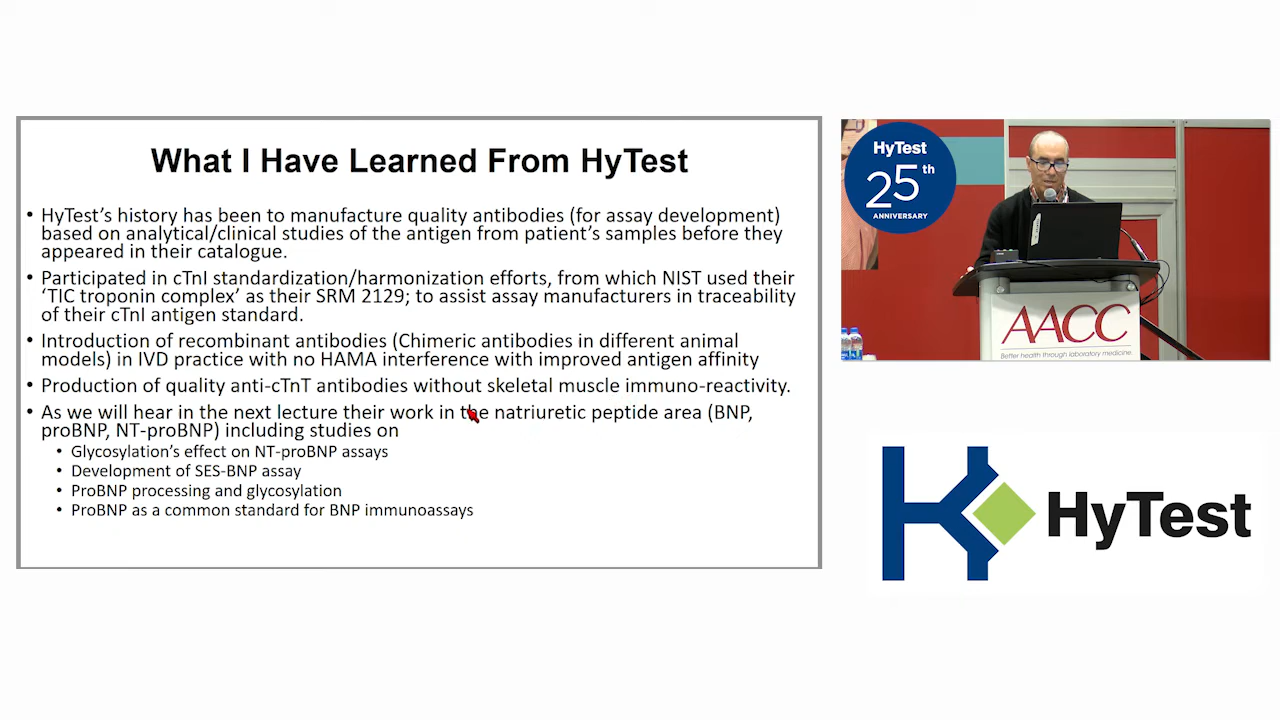 What I Have Learned From HyTest
• HyTest’s history has been to manufacture quality antibodies (for assay development)
based on analytical/clinical studies of the antigen from patient’s samples before they
appeared in their catalogue.
• Participated in cTnI standardization/harmonization efforts, from which NIST used their
‘TIC troponin complex’ as their SRM 2129; to assist assay manufacturers in traceability
of their cTnI antigen standard.
• Introduction of recombinant antibodies (Chimeric antibodies in different animal
models) in IVD practice with no HAMA interference with improved antigen affinity
• Production of quality anti-cTnT antibodies without skeletal muscle immuno-reactivity.
• As we will hear in the next lecture their work in the natriuretic peptide area (BNP,
proBNP, NT-proBNP) including studies on
• Glycosylation’s effect on NT-proBNP assays
• Development of SES-BNP assay
• ProBNP processing and glycosylation
• ProBNP as a common standard for BNP immunoassays
HyTest
25th
ANNIVERSARY
AACC
Better health through laboratory medicine.
HyTest